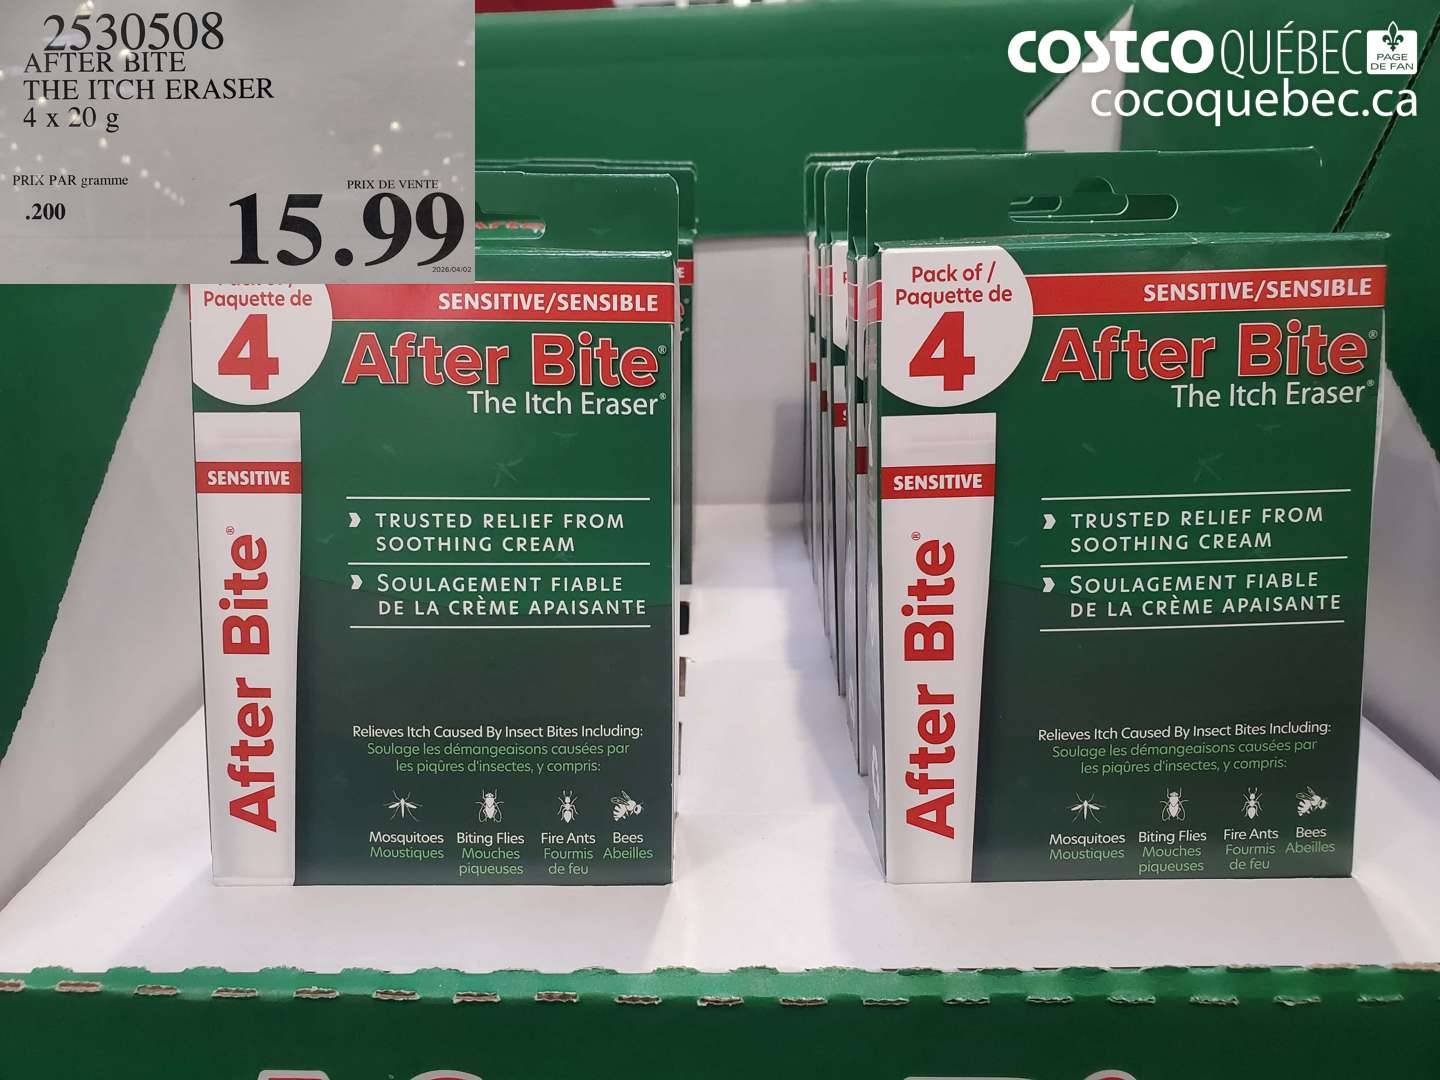 2530508
AFTER BITE
THE ITCH ERASER
4 x 20 g
PRIX PAR gramme
.200
PRIX DE VENTE
15.99
2026/04/02
COSTCO QUÉBEC
PAGE
DE FAN
cocoquebec.ca
Pack of /
Paquette de
4
SENSITIVE/SENSIBLE
After Bite®
The Itch Eraser®
SENSITIVE
After Bite®
TRUSTED RELIEF FROM
SOOTHING CREAM
SOULAGEMENT FIABLE
DE LA CRÈME APAISANTE
Relieves Itch Caused By Insect Bites Including:
Soulage les démangeaisons causées par
les piqûres d'insectes, y compris:
Mosquitoes
Moustiques
Biting Flies
Mouches
piqueuses
Fire Ants
Fourmis
de feu
Bees
Abeilles
Pack of /
Paquette de
4
SENSITIVE/SENSIBLE
After Bite®
The Itch Eraser®
SENSITIVE
After Bite®
TRUSTED RELIEF FROM
SOOTHING CREAM
SOULAGEMENT FIABLE
DE LA CRÈME APAISANTE
Relieves Itch Caused By Insect Bites Including:
Soulage les démangeaisons causées par
les piqûres d'insectes, y compris:
Mosquitoes
Moustiques
Biting Flies
Mouches
piqueuses
Fire Ants
Fourmis
de feu
Bees
Abeilles